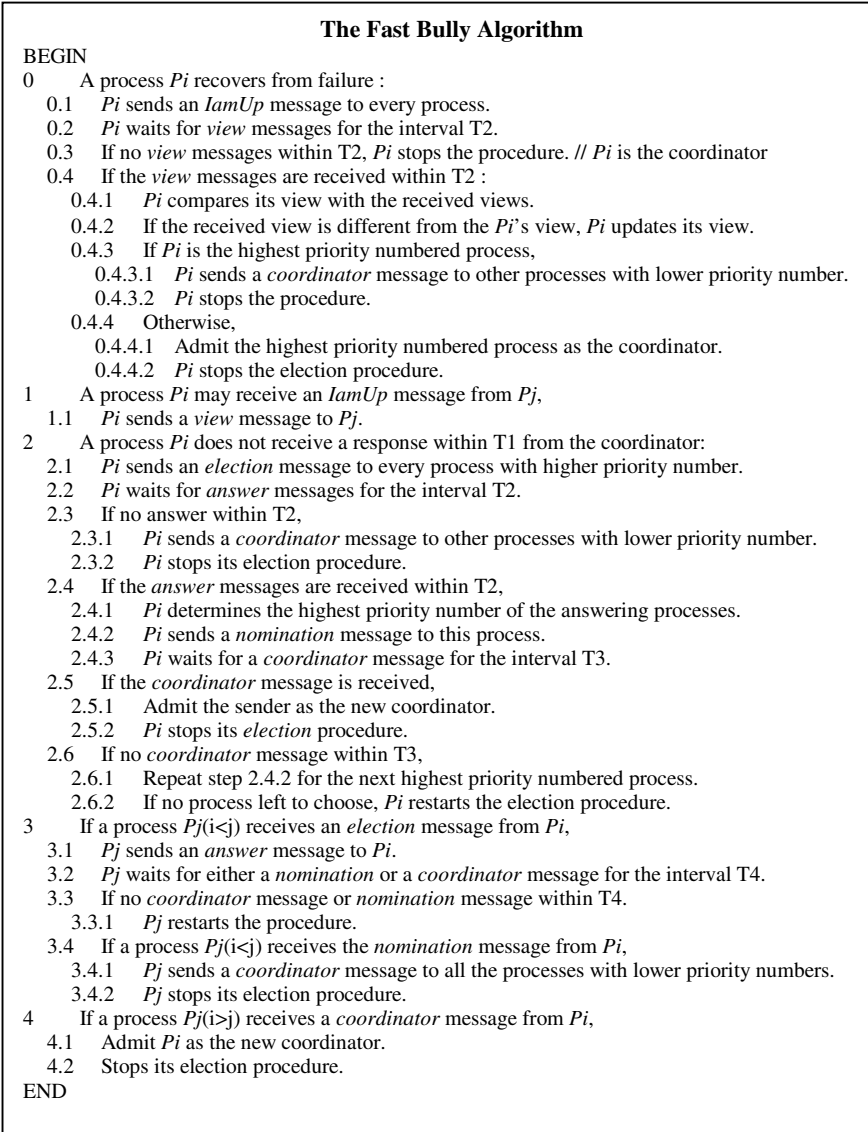 The Fast Bully Algorithm
BEGIN
0 A process Pi recovers from failure :
0.1 Pi sends an IamUp message to every process.
0.2 Pi waits for view messages for the interval T2.
0.3 If no view messages within T2, Pi stops the procedure. // Pi is the coordinator
0.4 If the view messages are received within T2 :
0.4.1 Pi compares its view with the received views.
0.4.2 If the received view is different from the Pi's view, Pi updates its view.
0.4.3 If Pi is the highest priority numbered process,
0.4.3.1 Pi sends a coordinator message to other processes with lower priority number.
0.4.3.2 Pi stops the procedure.
0.4.4 Otherwise,
0.4.4.1 Admit the highest priority numbered process as the coordinator.
0.4.4.2 Pi stops the election procedure.
1 A process Pi may receive an IamUp message from Pj,
1.1 Pi sends a view message to Pj.
2 A process Pi does not receive a response within T1 from the coordinator:
2.1 Pi sends an election message to every process with higher priority number.
2.2 Pi waits for answer messages for the interval T2.
2.3 If no answer within T2,
2.3.1 Pi sends a coordinator message to other processes with lower priority number.
2.3.2 Pi stops its election procedure.
2.4 If the answer messages are received within T2,
2.4.1 Pi determines the highest priority number of the answering processes.
2.4.2 Pi sends a nomination message to this process.
2.4.3 Pi waits for a coordinator message for the interval T3.
2.5 If the coordinator message is received,
2.5.1 Admit the sender as the new coordinator.
2.5.2 Pi stops its election procedure.
2.6 If no coordinator message within T3,
2.6.1 Repeat step 2.4.2 for the next highest priority numbered process.
2.6.2 If no process left to choose, Pi restarts the election procedure.
3 If a process Pj(i<j) receives an election message from Pi,
3.1 Pj sends an answer message to Pi.
3.2 Pj waits for either a nomination or a coordinator message for the interval T4.
3.3 If no coordinator message or nomination message within T4.
3.3.1 Pj restarts the procedure.
3.4 If a process Pj(i<j) receives the nomination message from Pi,
3.4.1 Pj sends a coordinator message to all the processes with lower priority numbers.
3.4.2 Pj stops its election procedure.
4 If a process Pj(i>j) receives a coordinator message from Pi,
4.1 Admit Pi as the new coordinator.
4.2 Stops its election procedure.
END